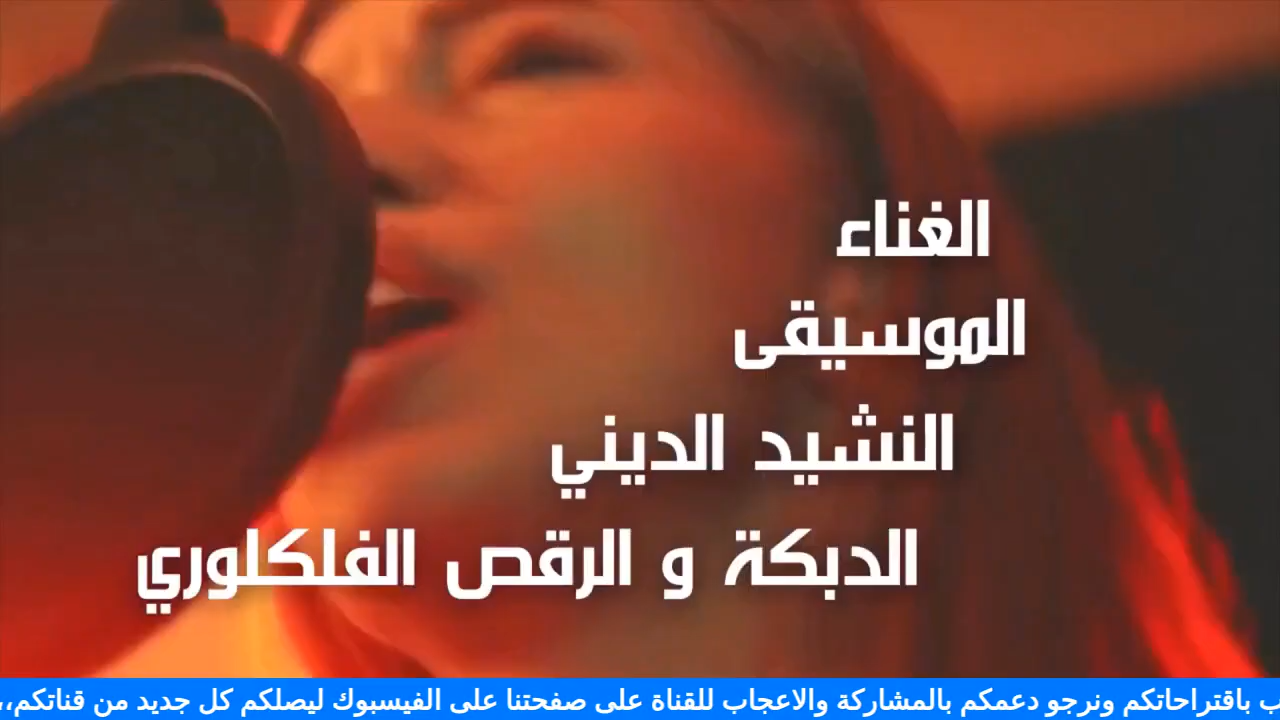 الغناء
الموسيقى
النشيد الديني
الدبكة و الرقص الفلكلوري
باقتراحاتكم ونرجو دعمكم بالمشاركة والاعجاب للقناة على صفحتنا على الفيسبوك ليصلكم كل جديد من قناتكم،،